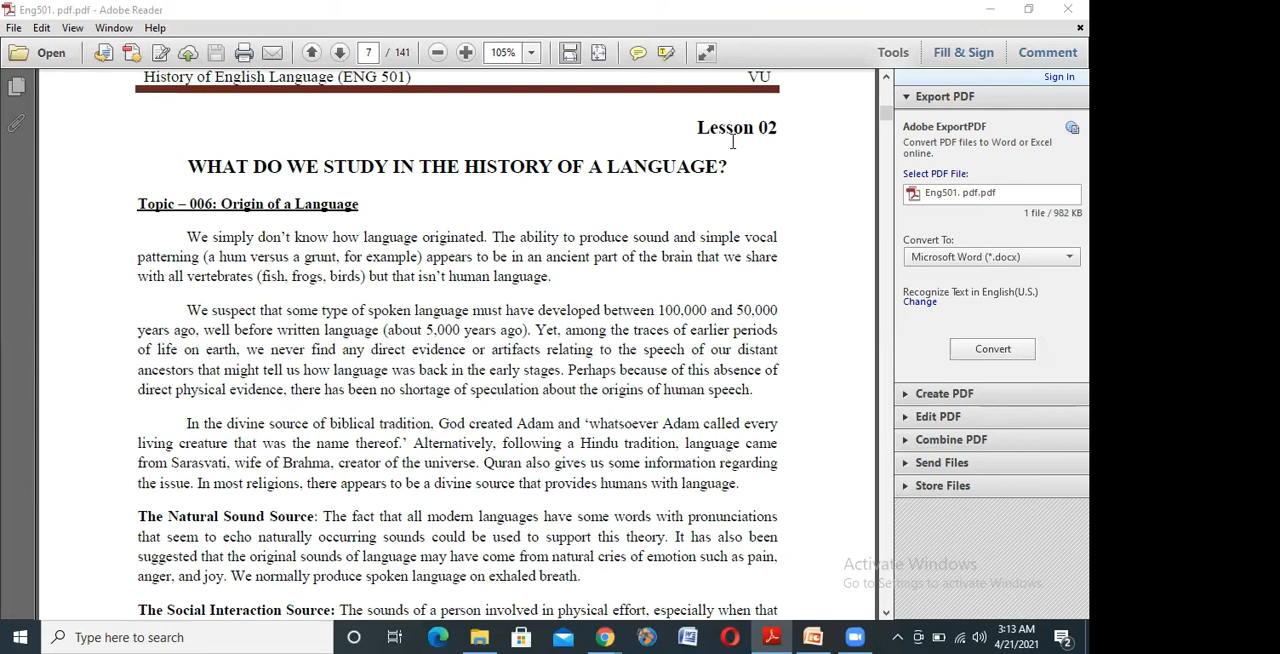 Eng501. pdf.pdf - Adobe Reader
File Edit View Window Help
Open 7 / 141 105% Tools Fill & Sign Comment
Sign In
History of English Language (ENG 501) VU
Lesson 02
WHAT DO WE STUDY IN THE HISTORY OF A LANGUAGE?
Topic – 006: Origin of a Language
We simply don't know how language originated. The ability to produce sound and simple vocal
patterning (a hum versus a grunt, for example) appears to be in an ancient part of the brain that we share
with all vertebrates (fish, frogs, birds) but that isn't human language.
We suspect that some type of spoken language must have developed between 100,000 and 50,000
years ago, well before written language (about 5,000 years ago). Yet, among the traces of earlier periods
of life on earth, we never find any direct evidence or artifacts relating to the speech of our distant
ancestors that might tell us how language was back in the early stages. Perhaps because of this absence of
direct physical evidence, there has been no shortage of speculation about the origins of human speech.
In the divine source of biblical tradition, God created Adam and 'whatsoever Adam called every
living creature that was the name thereof.' Alternatively, following a Hindu tradition, language came
from Sarasvati, wife of Brahma, creator of the universe. Quran also gives us some information regarding
the issue. In most religions, there appears to be a divine source that provides humans with language.
The Natural Sound Source: The fact that all modern languages have some words with pronunciations
that seem to echo naturally occurring sounds could be used to support this theory. It has also been
suggested that the original sounds of language may have come from natural cries of emotion such as pain,
anger, and joy. We normally produce spoken language on exhaled breath.
The Social Interaction Source: The sounds of a person involved in physical effort, especially when that
Export PDF
Adobe ExportPDF
Convert PDF files to Word or Excel
online.
Select PDF File:
Eng501. pdf.pdf
1 file / 982 KB
Convert To:
Microsoft Word (*.docx)
Recognize Text in English(U.S.)
Change
Convert
Create PDF
Edit PDF
Combine PDF
Send Files
Store Files
Activate Windows
Go to Settings to activate Windows.
Type here to search
3:13 AM
4/21/2021
2